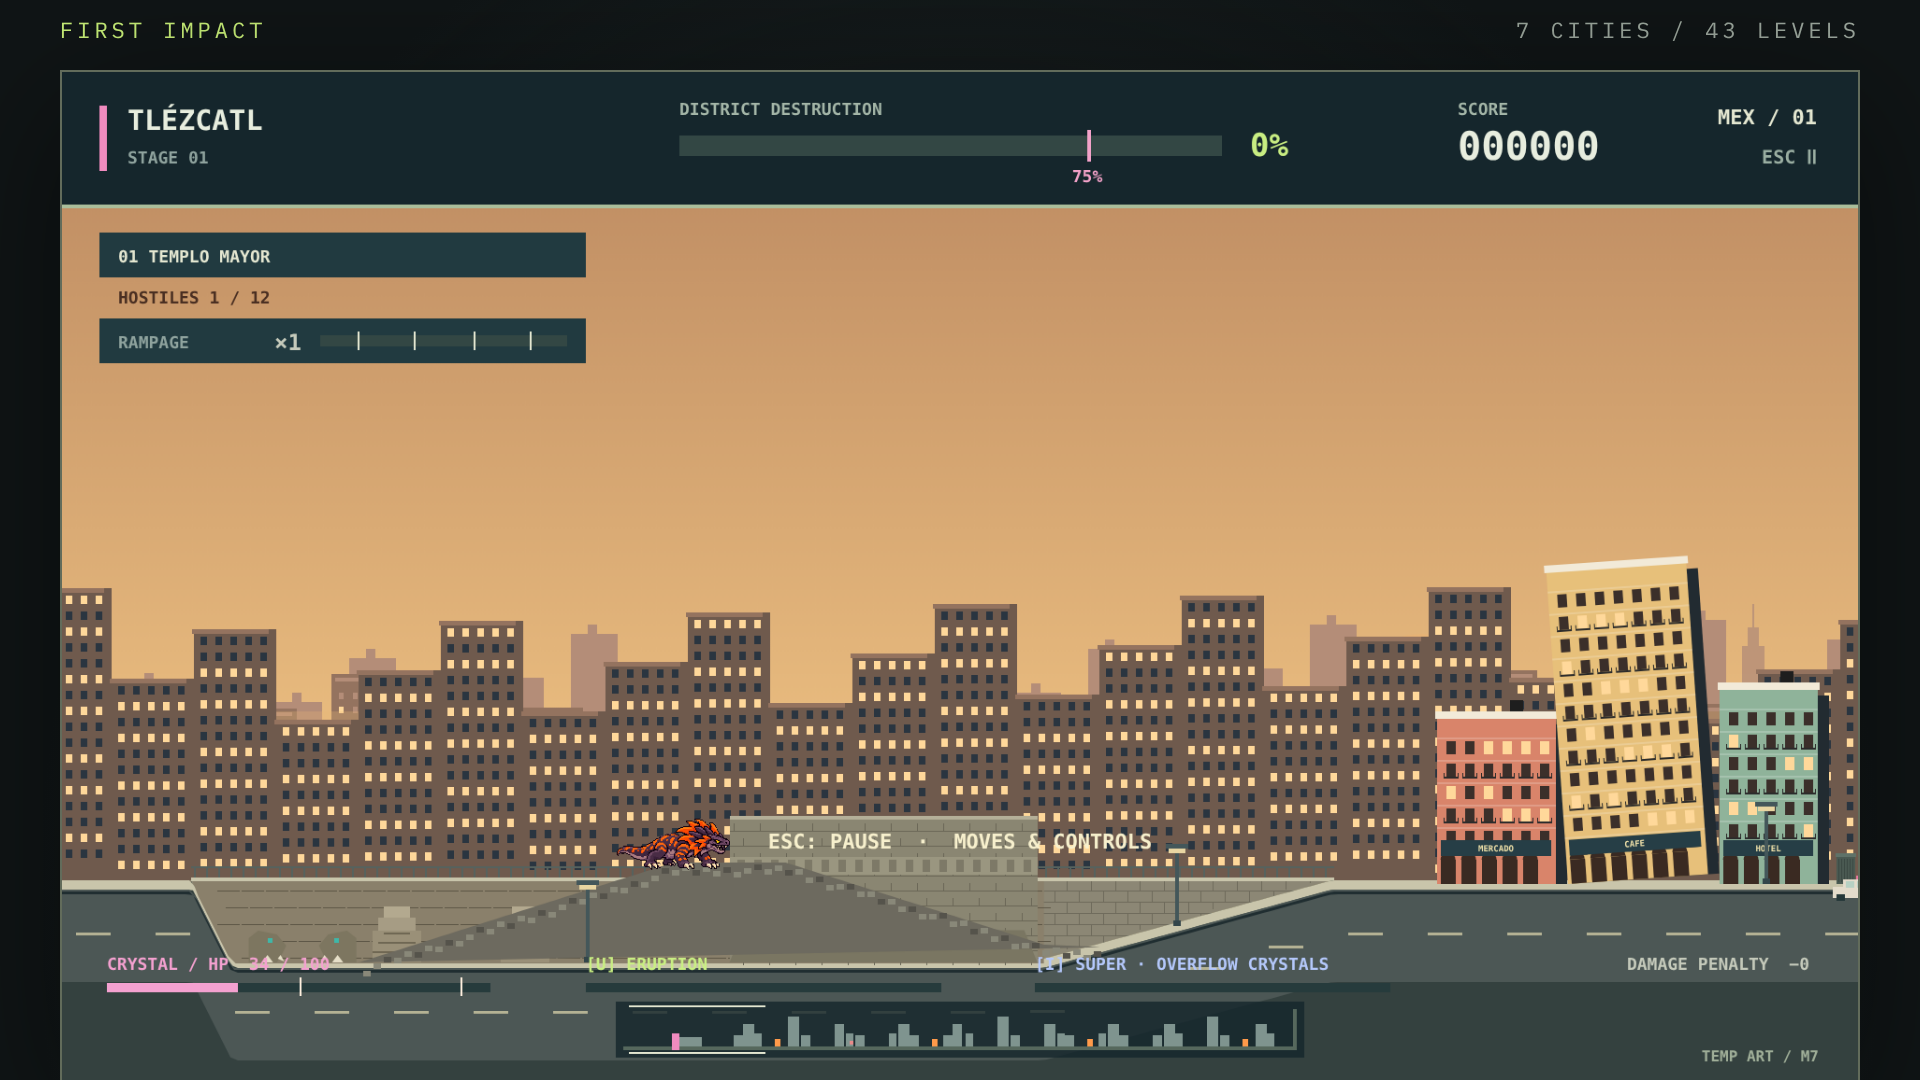 FIRST IMPACT
7 CITIES / 43 LEVELS
TLÉZCATL
STAGE 01
DISTRICT DESTRUCTION
0%
75%
SCORE
000000
MEX / 01
ESC II
01 TEMPLO MAYOR
HOSTILES 1 / 12
RAMPAGE ×1
ESC: PAUSE · MOVES & CONTROLS
MERCADO
CAFE
HOTEL
CRYSTAL / HP 34 / 100
[U] ERUPTION
[I] SUPER · OVERFLOW CRYSTALS
DAMAGE PENALTY −0
TEMP ART / M7